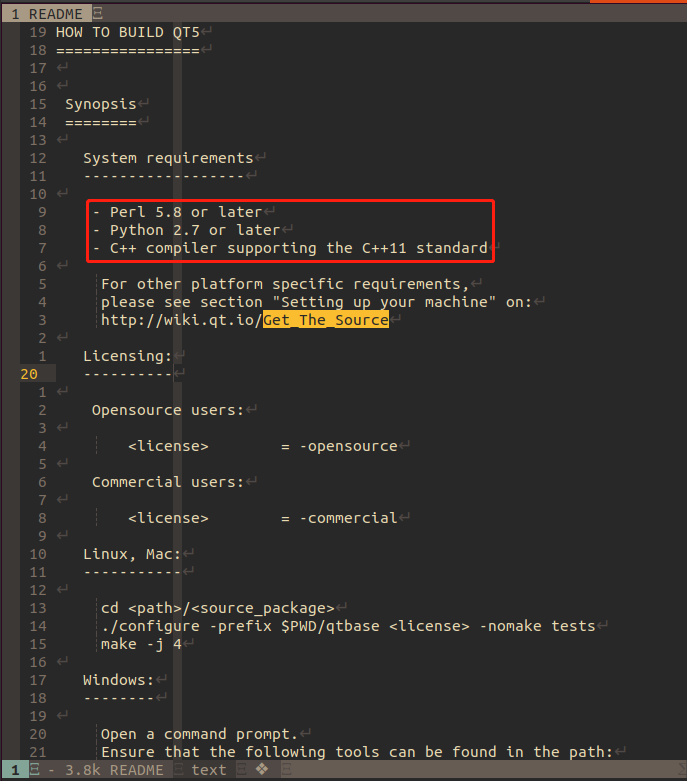 1 README
19 HOW TO BUILD QT5
18 ================
17
16
15 Synopsis
14 ========
13
12 System requirements
11 ------------------
10
9 - Perl 5.8 or later
8 - Python 2.7 or later
7 - C++ compiler supporting the C++11 standard
6
5 For other platform specific requirements,
4 please see section "Setting up your machine" on:
3 http://wiki.qt.io/Get_The_Source
2
1 Licensing:
20 ----------
1
2 Opensource users:
3
4 <license> = -opensource
5
6 Commercial users:
7
8 <license> = -commercial
9
10 Linux, Mac:
11 -----------
12
13 cd <path>/<source_package>
14 ./configure -prefix $PWD/qtbase <license> -nomake tests
15 make -j 4
16
17 Windows:
18 --------
19
20 Open a command prompt.
21 Ensure that the following tools can be found in the path:
1 - 3.8k README text